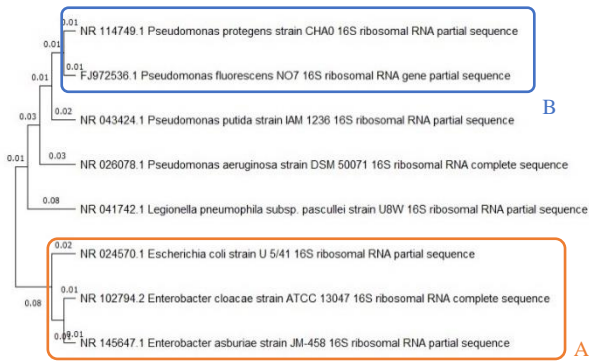 0.01
NR 114749.1 Pseudomonas protegens strain CHA0 16S ribosomal RNA partial sequence
0.01
0.01
FJ972536.1 Pseudomonas fluorescens NO7 16S ribosomal RNA gene partial sequence
B
0.01
0.02
NR 043424.1 Pseudomonas putida strain IAM 1236 16S ribosomal RNA partial sequence
0.03
0.03
NR 026078.1 Pseudomonas aeruginosa strain DSM 50071 16S ribosomal RNA complete sequence
0.01
0.08
NR 041742.1 Legionella pneumophila subsp. pascullei strain U8W 16S ribosomal RNA partial sequence
0.02
NR 024570.1 Escherichia coli strain U 5/41 16S ribosomal RNA partial sequence
0.08
0.01
NR 102794.2 Enterobacter cloacae strain ATCC 13047 16S ribosomal RNA complete sequence
0.01
NR 145647.1 Enterobacter asburiae strain JM-458 16S ribosomal RNA partial sequence
A